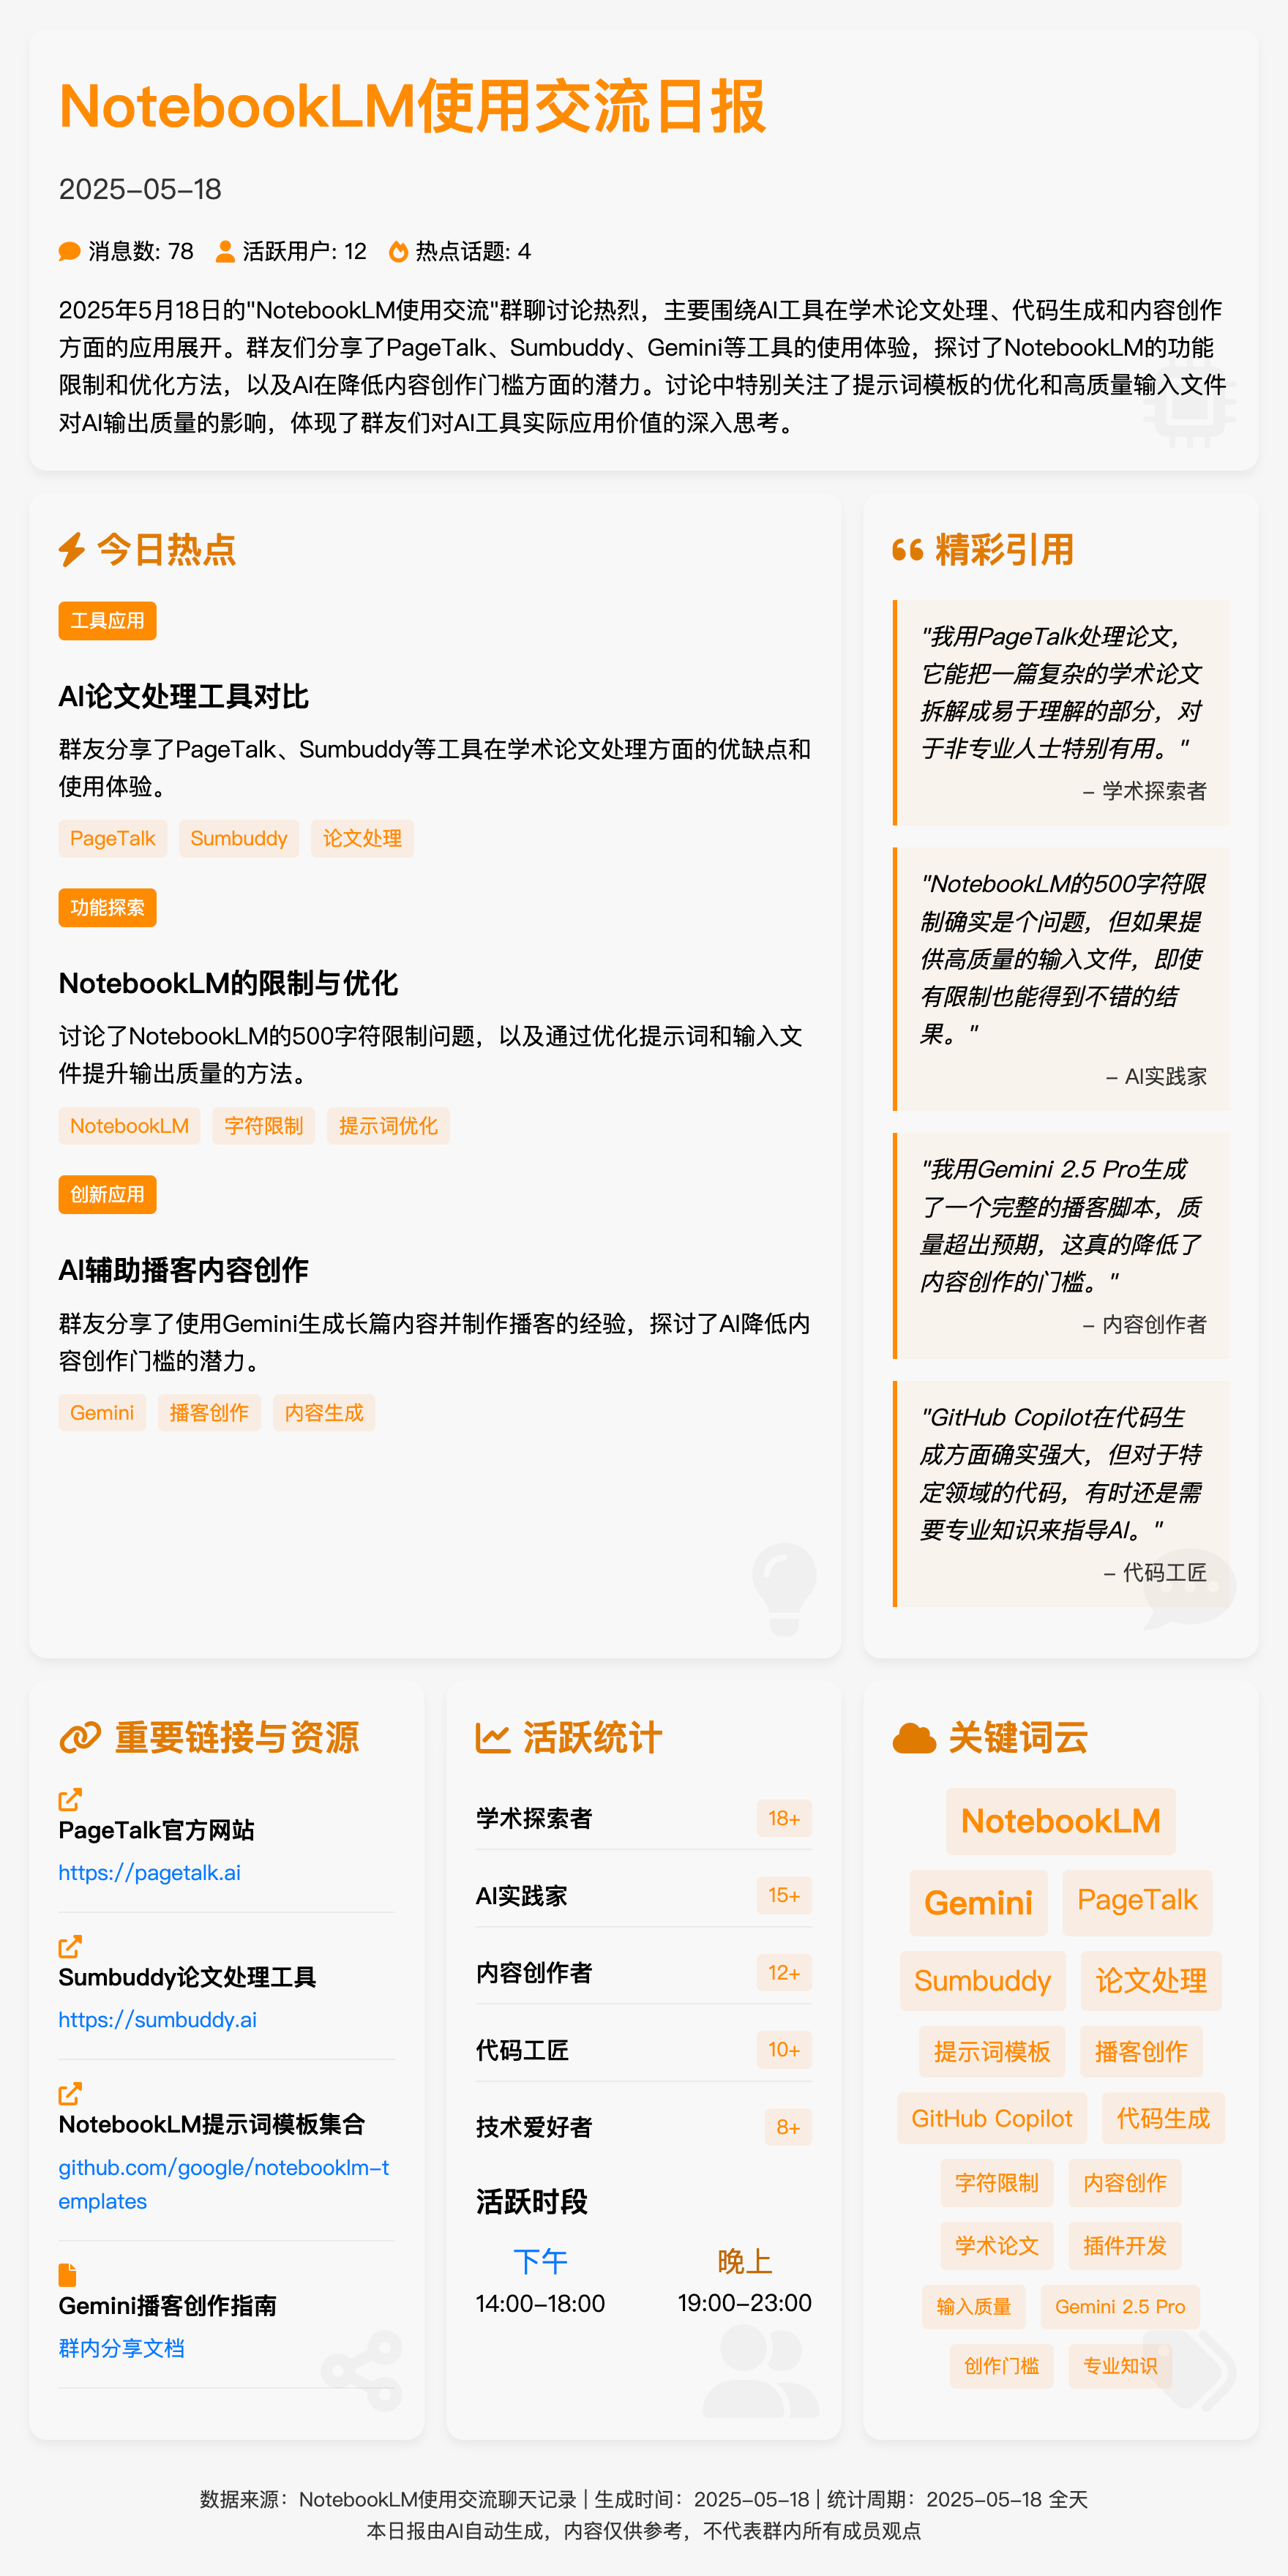 NotebookLM使用交流日报
2025-05-18
消息数: 78 活跃用户: 12 热点话题: 4
2025年5月18日的"NotebookLM使用交流"群聊讨论热烈，主要围绕AI工具在学术论文处理、代码生成和内容创作
方面的应用展开。群友们分享了PageTalk、Sumbuddy、Gemini等工具的使用体验，探讨了NotebookLM的功能
限制和优化方法，以及AI在降低内容创作门槛方面的潜力。讨论中特别关注了提示词模板的优化和高质量输入文件
对AI输出质量的影响，体现了群友们对AI工具实际应用价值的深入思考。
今日热点
工具应用
AI论文处理工具对比
群友分享了PageTalk、Sumbuddy等工具在学术论文处理方面的优缺点和
使用体验。
PageTalk Sumbuddy 论文处理
功能探索
NotebookLM的限制与优化
讨论了NotebookLM的500字符限制问题，以及通过优化提示词和输入文
件提升输出质量的方法。
NotebookLM 字符限制 提示词优化
创新应用
AI辅助播客内容创作
群友分享了使用Gemini生成长篇内容并制作播客的经验，探讨了AI降低内
容创作门槛的潜力。
Gemini 播客创作 内容生成
精彩引用
"我用PageTalk处理论文，
它能把一篇复杂的学术论文
拆解成易于理解的部分，对
于非专业人士特别有用。"
- 学术探索者
"NotebookLM的500字符限
制确实是个问题，但如果提
供高质量的输入文件，即使
有限制也能得到不错的结
果。"
- AI实践家
"我用Gemini 2.5 Pro生成
了一个完整的播客脚本，质
量超出预期，这真的降低了
内容创作的门槛。"
- 内容创作者
"GitHub Copilot在代码生
成方面确实强大，但对于特
定领域的代码，有时还是需
要专业知识来指导AI。"
- 代码工匠
重要链接与资源
PageTalk官方网站
https://pagetalk.ai
Sumbuddy论文处理工具
https://sumbuddy.ai
NotebookLM提示词模板集合
github.com/google/notebooklm-t
emplates
Gemini播客创作指南
群内分享文档
活跃统计
学术探索者 18+
AI实践家 15+
内容创作者 12+
代码工匠 10+
技术爱好者 8+
活跃时段
下午 晚上
14:00-18:00 19:00-23:00
关键词云
NotebookLM
Gemini PageTalk
Sumbuddy 论文处理
提示词模板 播客创作
GitHub Copilot 代码生成
字符限制 内容创作
学术论文 插件开发
输入质量 Gemini 2.5 Pro
创作门槛 专业知识
数据来源：NotebookLM使用交流聊天记录 | 生成时间：2025-05-18 | 统计周期：2025-05-18 全天
本日报由AI自动生成，内容仅供参考，不代表群内所有成员观点